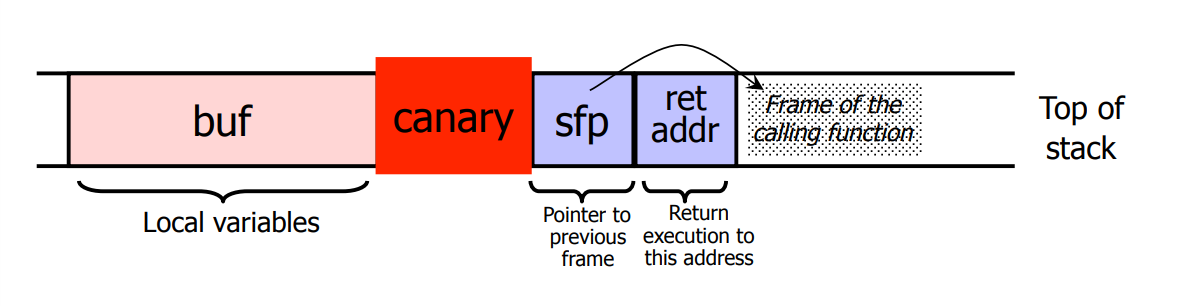 buf
canary
sfp
ret
addr
Frame of the
calling function
Top of
stack
Local variables
Pointer to
previous
frame
Return
execution to
this address